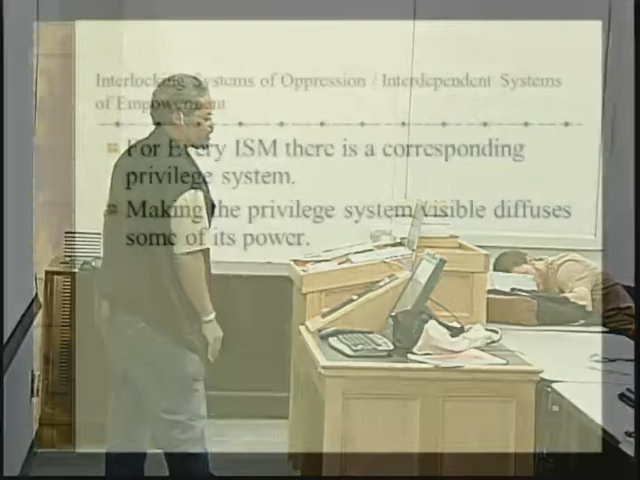 Interlocking Systems of Oppression / Interdependent Systems
of Empowerment
For Every ISM there is a corresponding
privilege system.
Making the privilege system visible diffuses
some of its power.